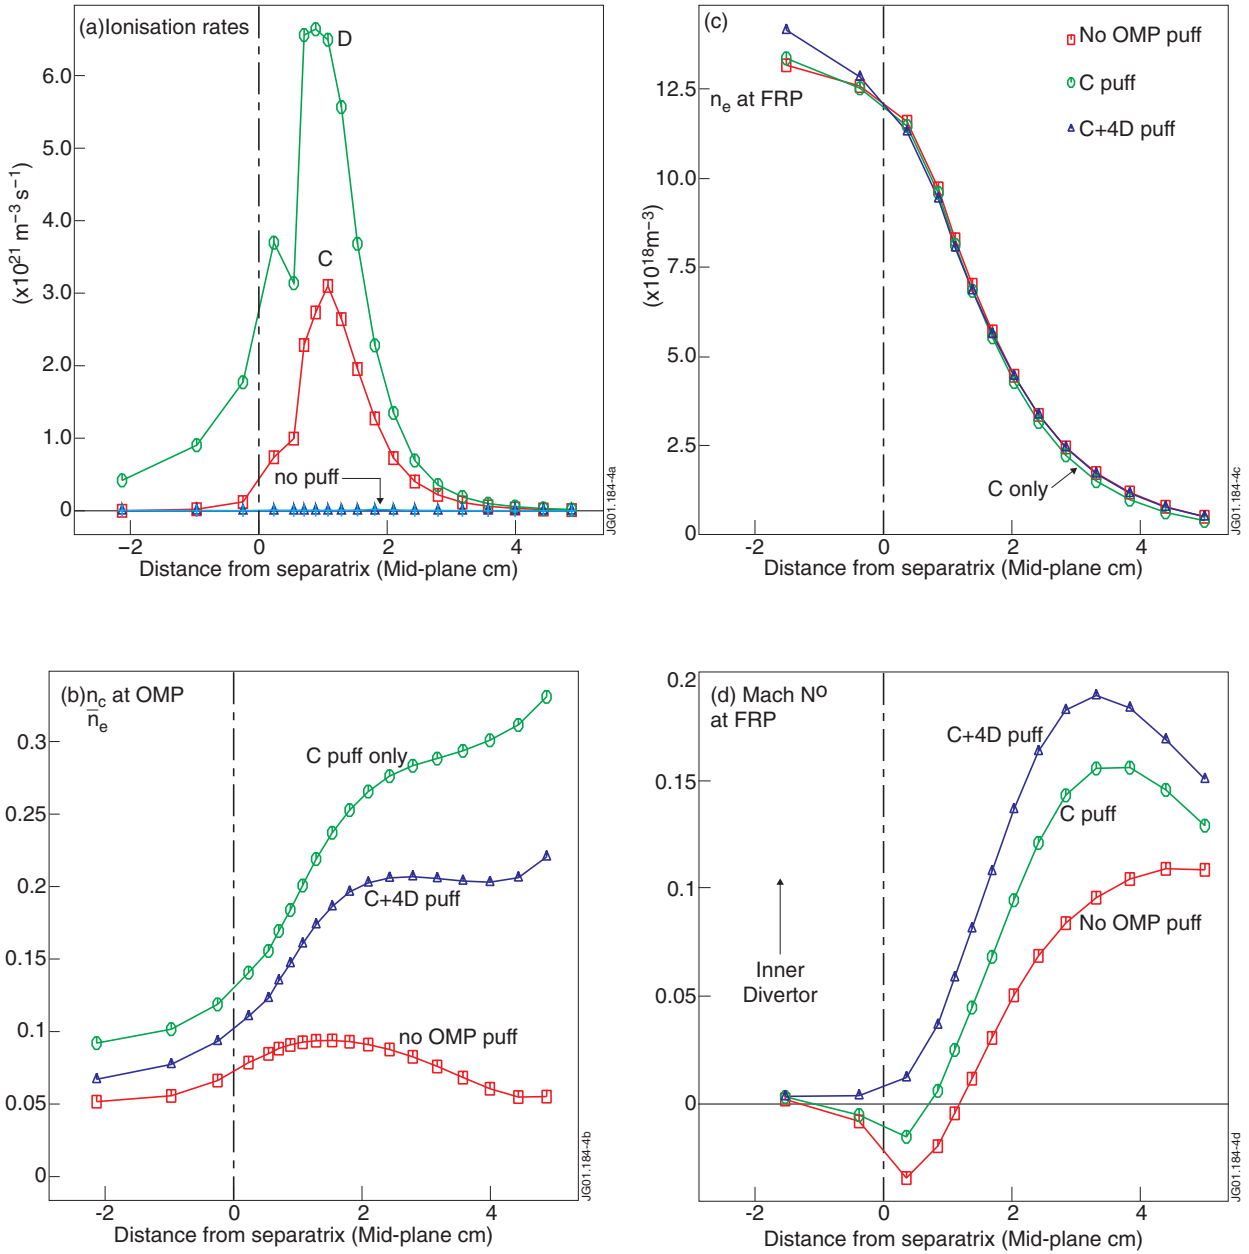 (a)Ionisation rates
D
C
no puff
6.0
4.0
3.0
2.0
1.0
0
(x10²¹ m⁻³ s⁻¹)
−2
0
2
4
Distance from separatrix (Mid-plane cm)
JG01.184-4a
(c)
No OMP puff
C puff
C+4D puff
nₑ at FRP
C only
12.5
10.0
7.5
5.0
2.5
0
(x10¹⁸m⁻³)
-2
0
2
4
Distance from separatrix (Mid-plane cm)
JG01.184-4c
(b)n_c at OMP
n̅ₑ
C puff only
C+4D puff
no OMP puff
0.3
0.25
0.2
0.15
0.1
0.05
0
-2
0
2
4
Distance from separatrix (Mid-plane cm)
JG01.184-4b
(d) Mach Nº
at FRP
C+4D puff
C puff
No OMP puff
Inner
Divertor
0.2
0.15
0.1
0.05
0
-2
0
2
4
Distance from separatrix (Mid-plane cm)
JG01.184-4d